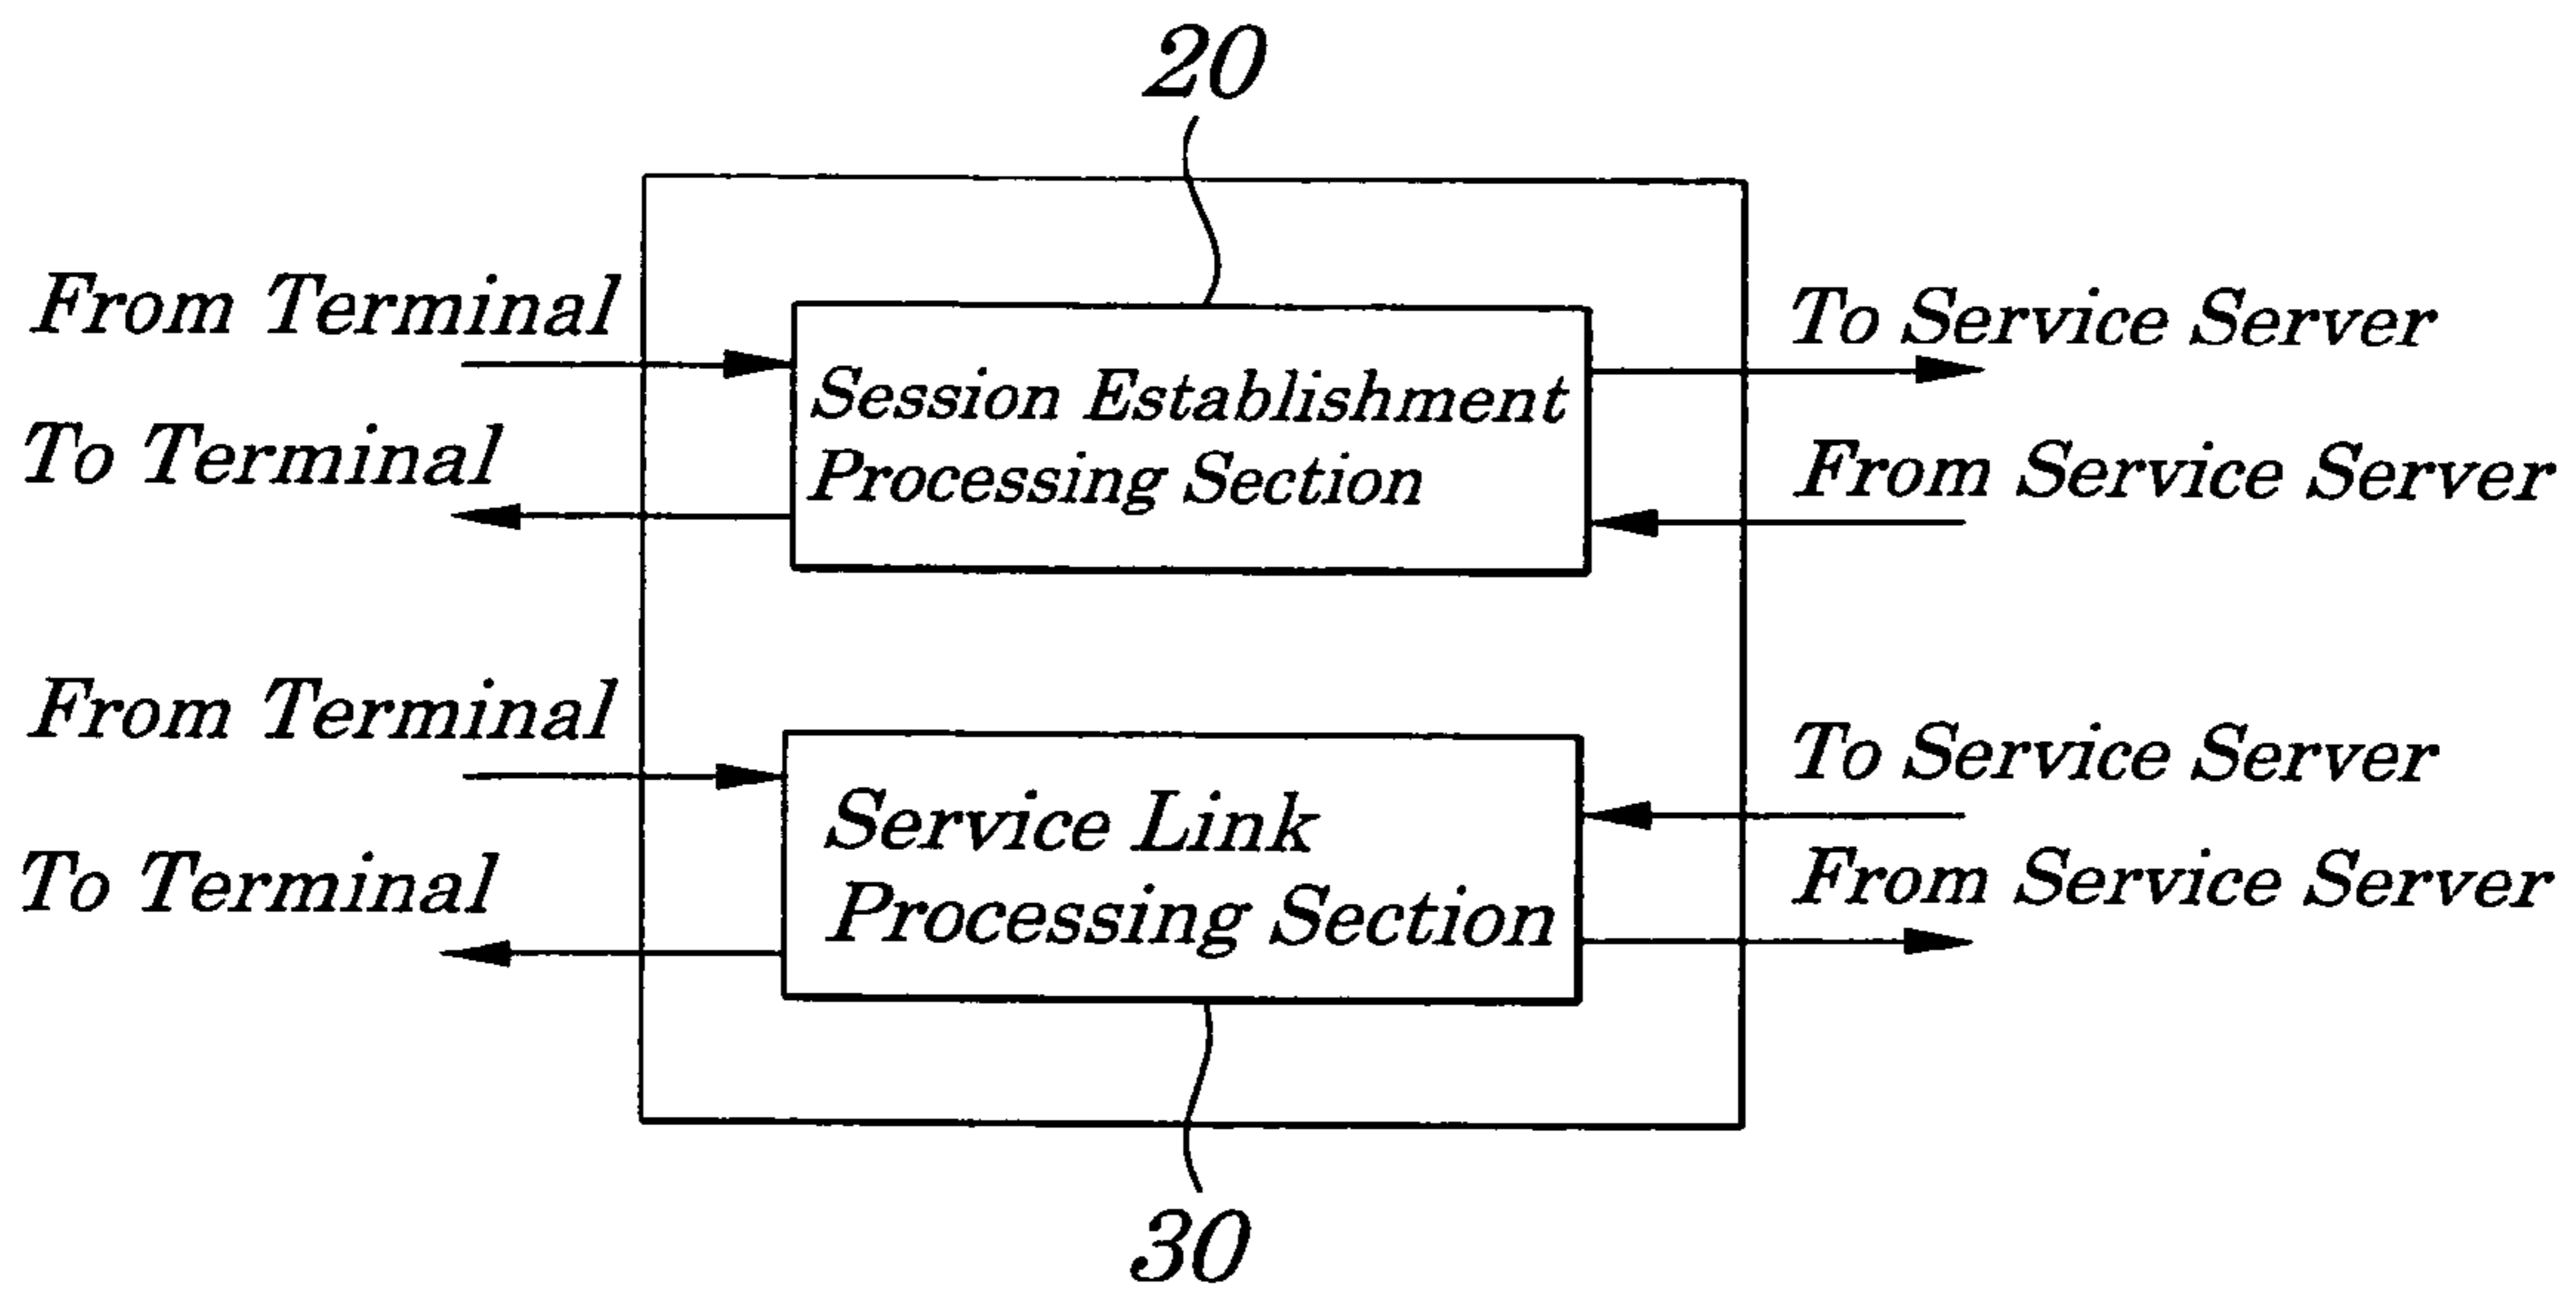 20
From Terminal
To Service Server
Session Establishment
Processing Section
To Terminal
From Service Server
From Terminal
To Service Server
Service Link
Processing Section
To Terminal
From Service Server
30